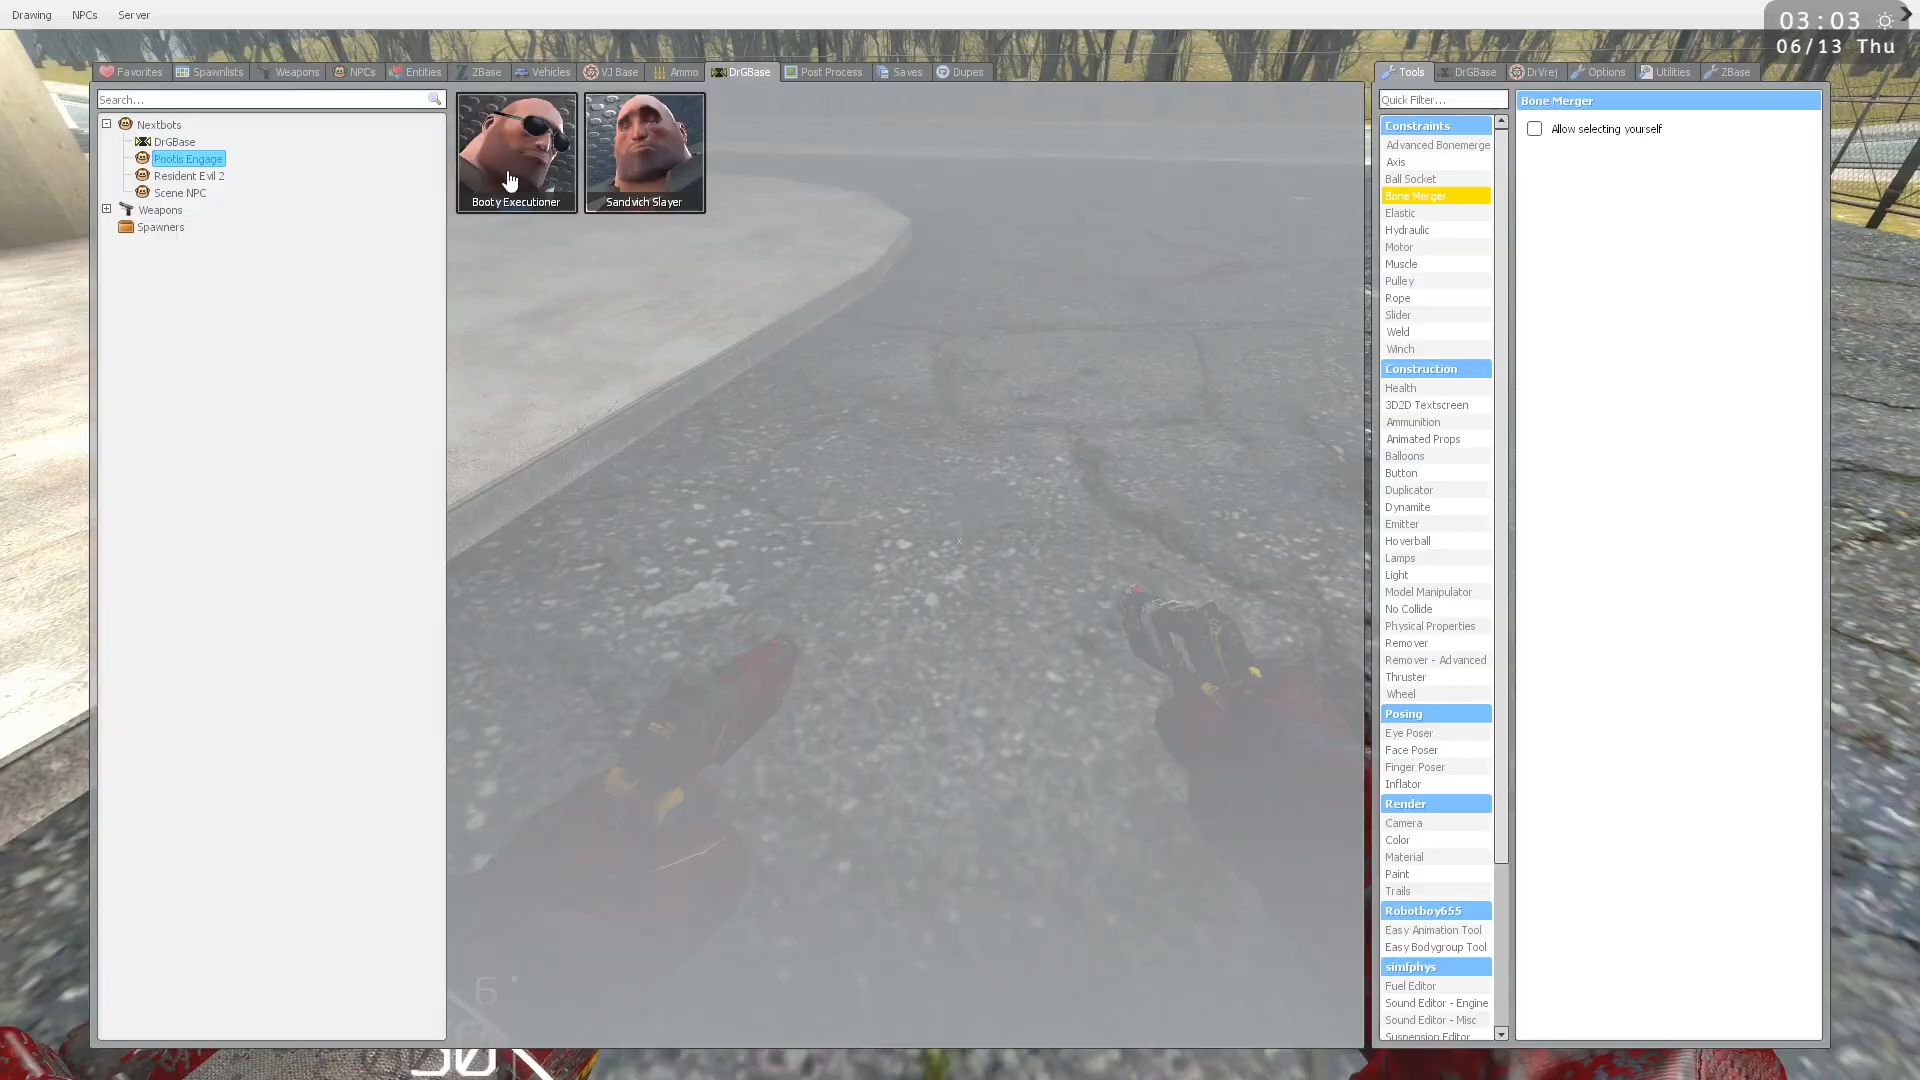 Drawing NPCs Server
03:03
06/13 Thu
Favorites Spawnlists Weapons NPCs Entities ZBase Vehicles VJ Base Ammo DrGBase Post Process Saves Dupes
Tools DrGBase DrVrej Options Utilities ZBase
Search...
Nextbots
DrGBase
Pootis Engage
Resident Evil 2
Scene NPC
Weapons
Spawners
Booty Executioner
Sandvich Slayer
Quick Filter...
Constraints
Advanced Bonemerge
Axis
Ball Socket
Bone Merger
Elastic
Hydraulic
Motor
Muscle
Pulley
Rope
Slider
Weld
Winch
Construction
Health
3D2D Textscreen
Ammunition
Animated Props
Balloons
Button
Duplicator
Dynamite
Emitter
Hoverball
Lamps
Light
Model Manipulator
No Collide
Physical Properties
Remover
Remover - Advanced
Thruster
Wheel
Posing
Eye Poser
Face Poser
Finger Poser
Inflator
Render
Camera
Color
Material
Paint
Trails
Robotboy655
Easy Animation Tool
Easy Bodygroup Tool
simfphys
Fuel Editor
Sound Editor - Engine
Sound Editor - Misc
Suspension Editor
Bone Merger
Allow selecting yourself